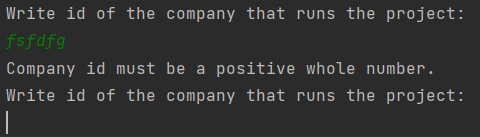 Write id of the company that runs the project:
fsfdfg
Company id must be a positive whole number.
Write id of the company that runs the project: